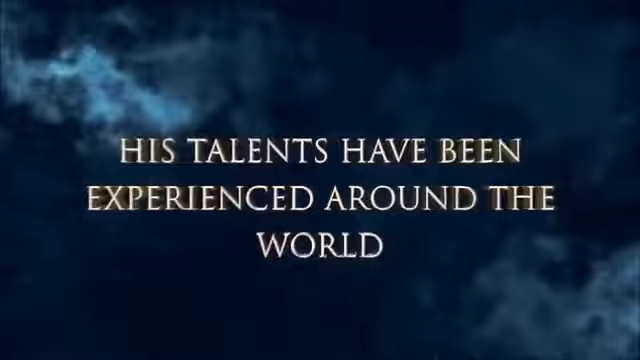 HIS TALENTS HAVE BEEN
EXPERIENCED AROUND THE
WORLD